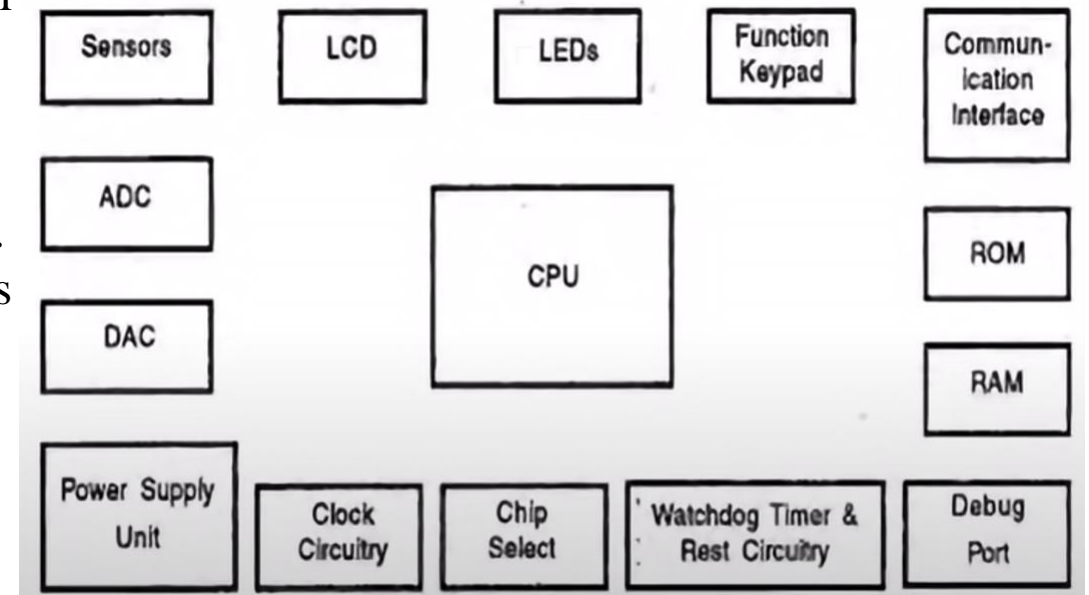 Sensors
LCD
LEDs
Function
Keypad
Commun-
ication
Interface
ADC
CPU
ROM
DAC
RAM
Power Supply
Unit
Clock
Circuitry
Chip
Select
Watchdog Timer &
Rest Circuitry
Debug
Port
s